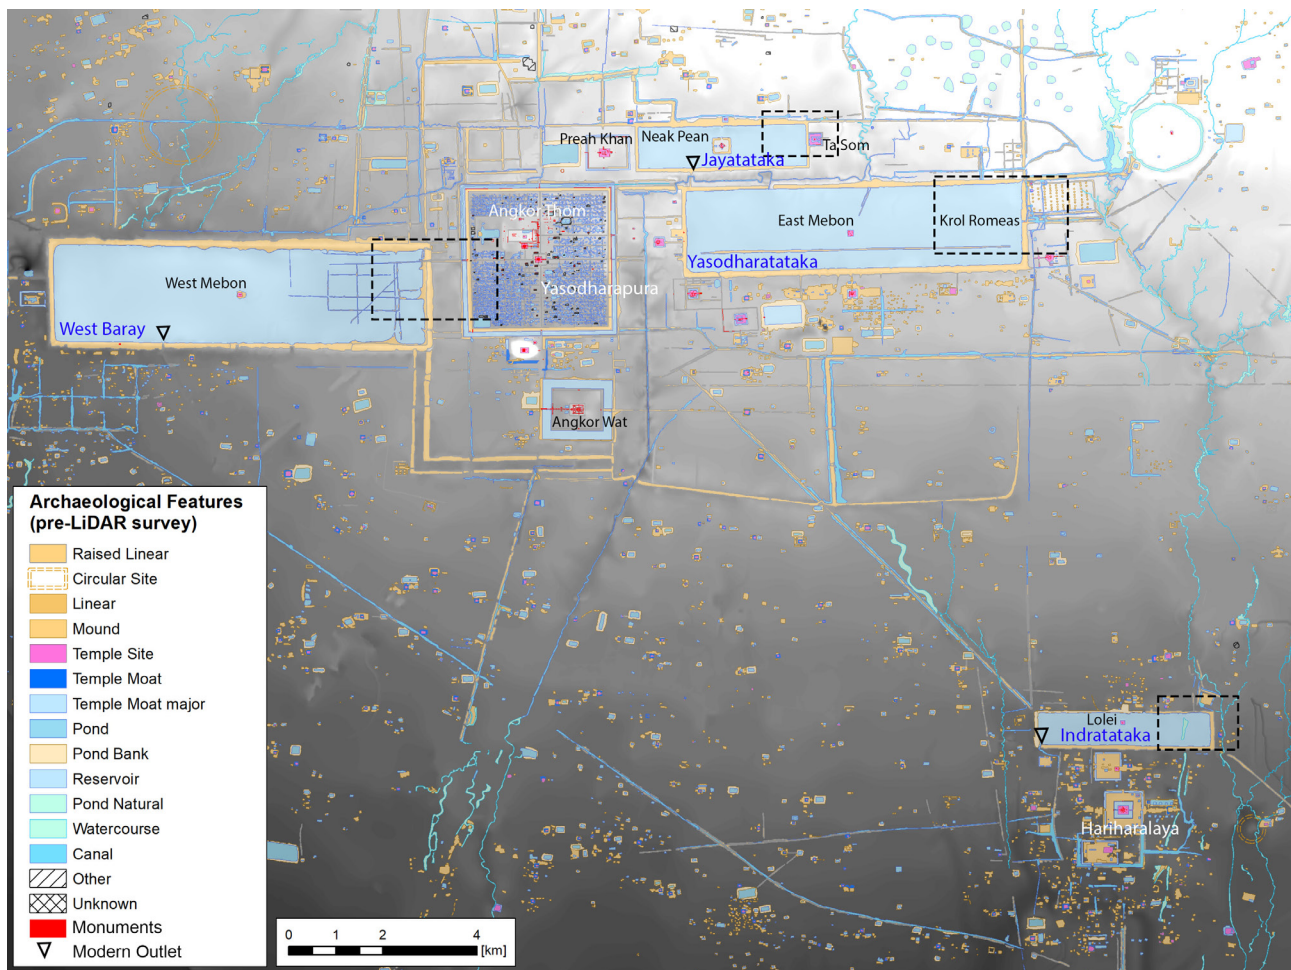 Preah Khan
Neak Pean
Ta Som
Jayatataka
Angkor Thom
East Mebon
Krol Romeas
Yasodharatataka
Yasodharapura
West Mebon
West Baray
Angkor Wat
Lolei
Indratataka
Hariharalaya
Archaeological Features
(pre-LiDAR survey)
Raised Linear
Circular Site
Linear
Mound
Temple Site
Temple Moat
Temple Moat major
Pond
Pond Bank
Reservoir
Pond Natural
Watercourse
Canal
Other
Unknown
Monuments
Modern Outlet
0 1 2 4
[km]